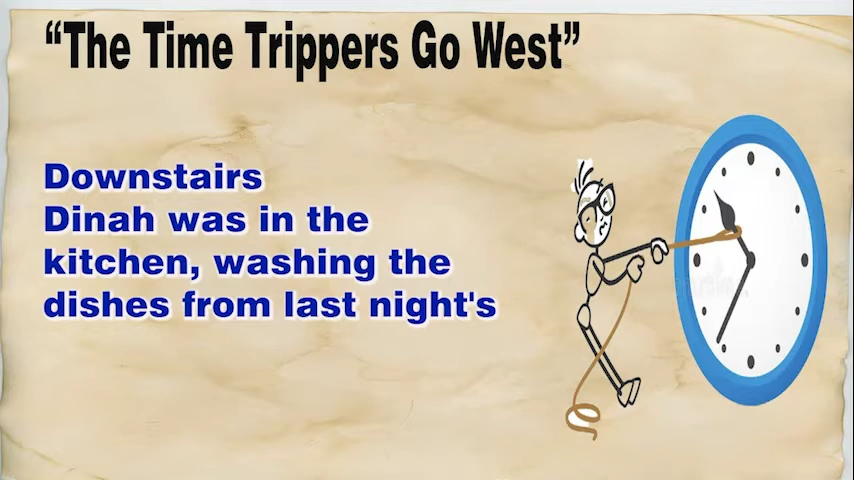 “The Time Trippers Go West”
Downstairs
Dinah was in the
kitchen, washing the
dishes from last night's